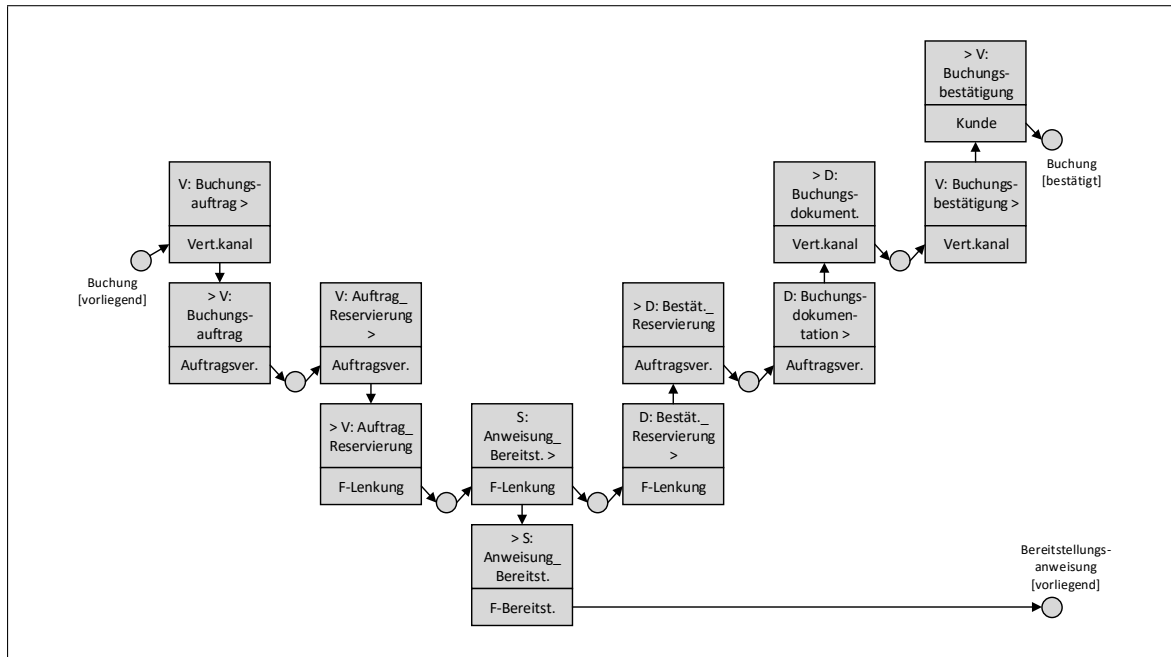 > V:
Buchungs-
bestätigung
Kunde
Buchung
[bestätigt]
V: Buchungs-
auftrag >
Vert.kanal
Buchung
[vorliegend]
> V:
Buchungs-
auftrag
Auftragsver.
V: Auftrag_
Reservierung
>
Auftragsver.
> V: Auftrag_
Reservierung
F-Lenkung
S:
Anweisung_
Bereitst. >
F-Lenkung
> S:
Anweisung_
Bereitst.
F-Bereitst.
D: Bestät._
Reservierung
>
F-Lenkung
> D: Bestät._
Reservierung
Auftragsver.
D: Buchungs-
dokumen-
tation >
Auftragsver.
> D:
Buchungs-
dokument.
Vert.kanal
V: Buchungs-
bestätigung >
Vert.kanal
Bereitstellungs-
anweisung
[vorliegend]